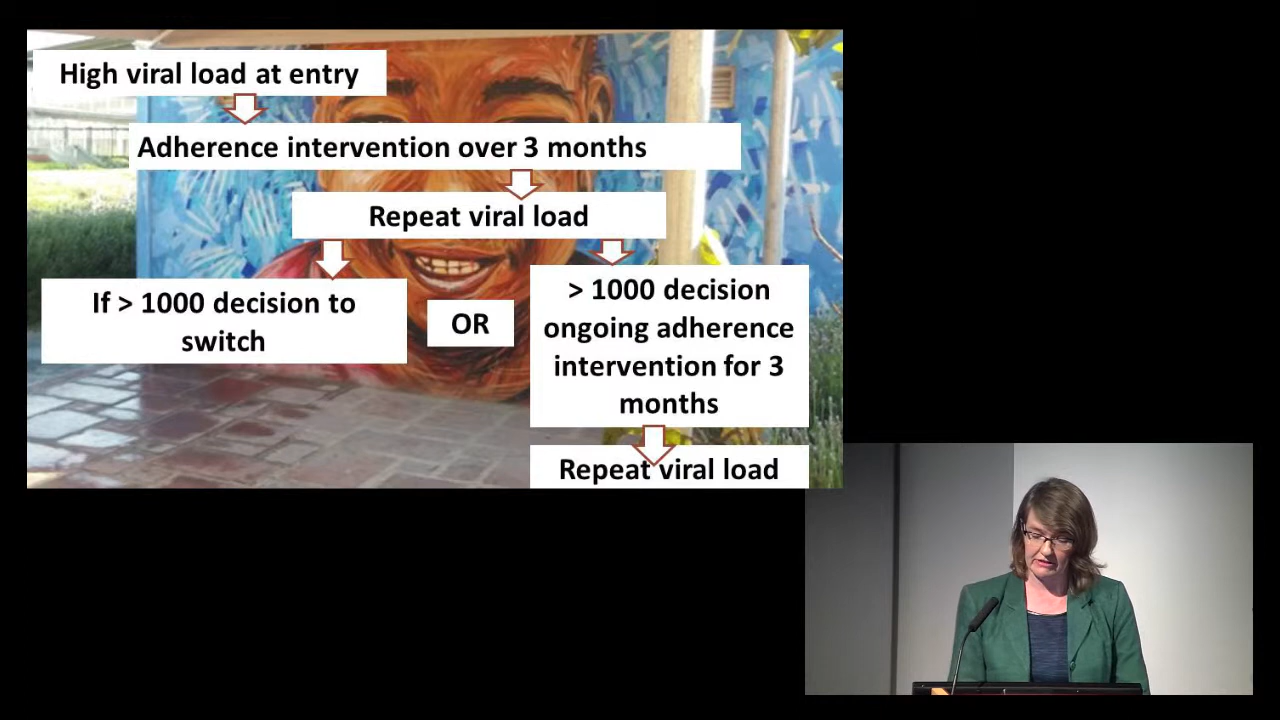 High viral load at entry
Adherence intervention over 3 months
Repeat viral load
If > 1000 decision to
switch
OR
> 1000 decision
ongoing adherence
intervention for 3
months
Repeat viral load